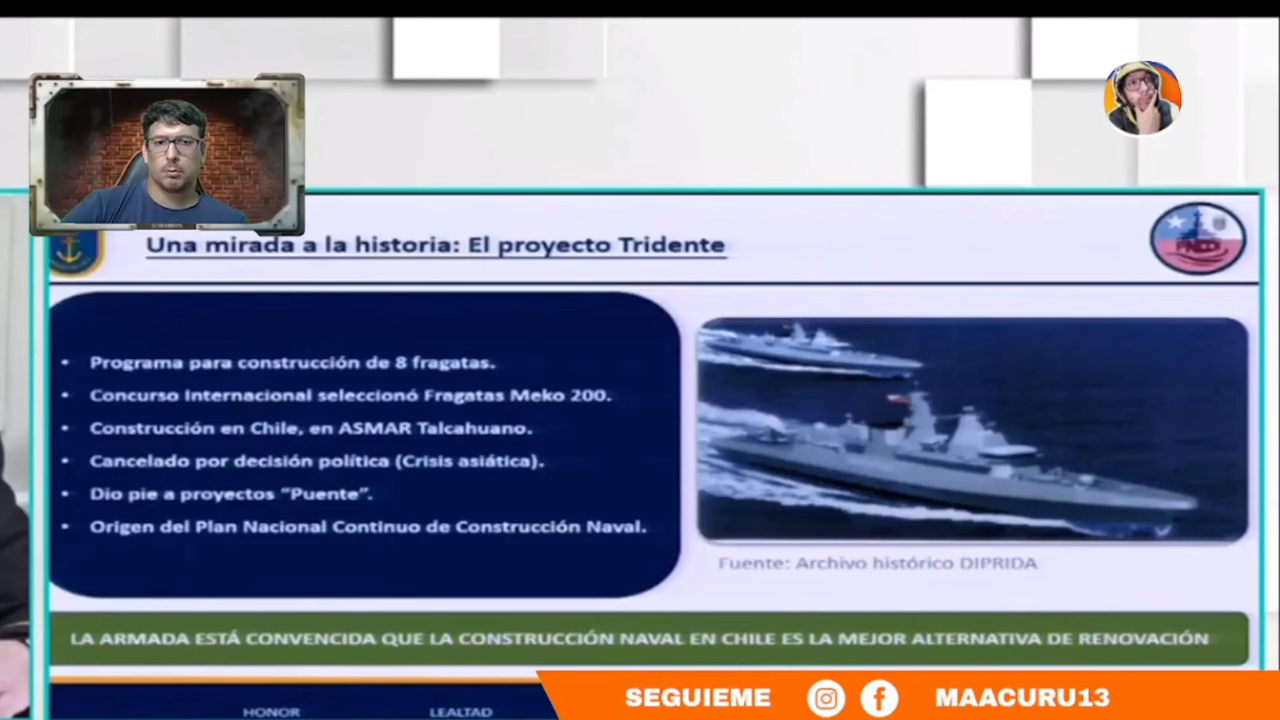 Una mirada a la historia: El proyecto Tridente
• Programa para construcción de 8 fragatas.
• Concurso Internacional seleccionó Fragatas Meko 200.
• Construcción en Chile, en ASMAR Talcahuano.
• Cancelado por decisión política (Crisis asiática).
• Dio pie a proyectos “Puente”.
• Origen del Plan Nacional Continuo de Construcción Naval.
Fuente: Archivo histórico DIPRIDA
LA ARMADA ESTÁ CONVENCIDA QUE LA CONSTRUCCIÓN NAVAL EN CHILE ES LA MEJOR ALTERNATIVA DE RENOVACIÓN
HONOR LEALTAD
SEGUIEME MAACURU13